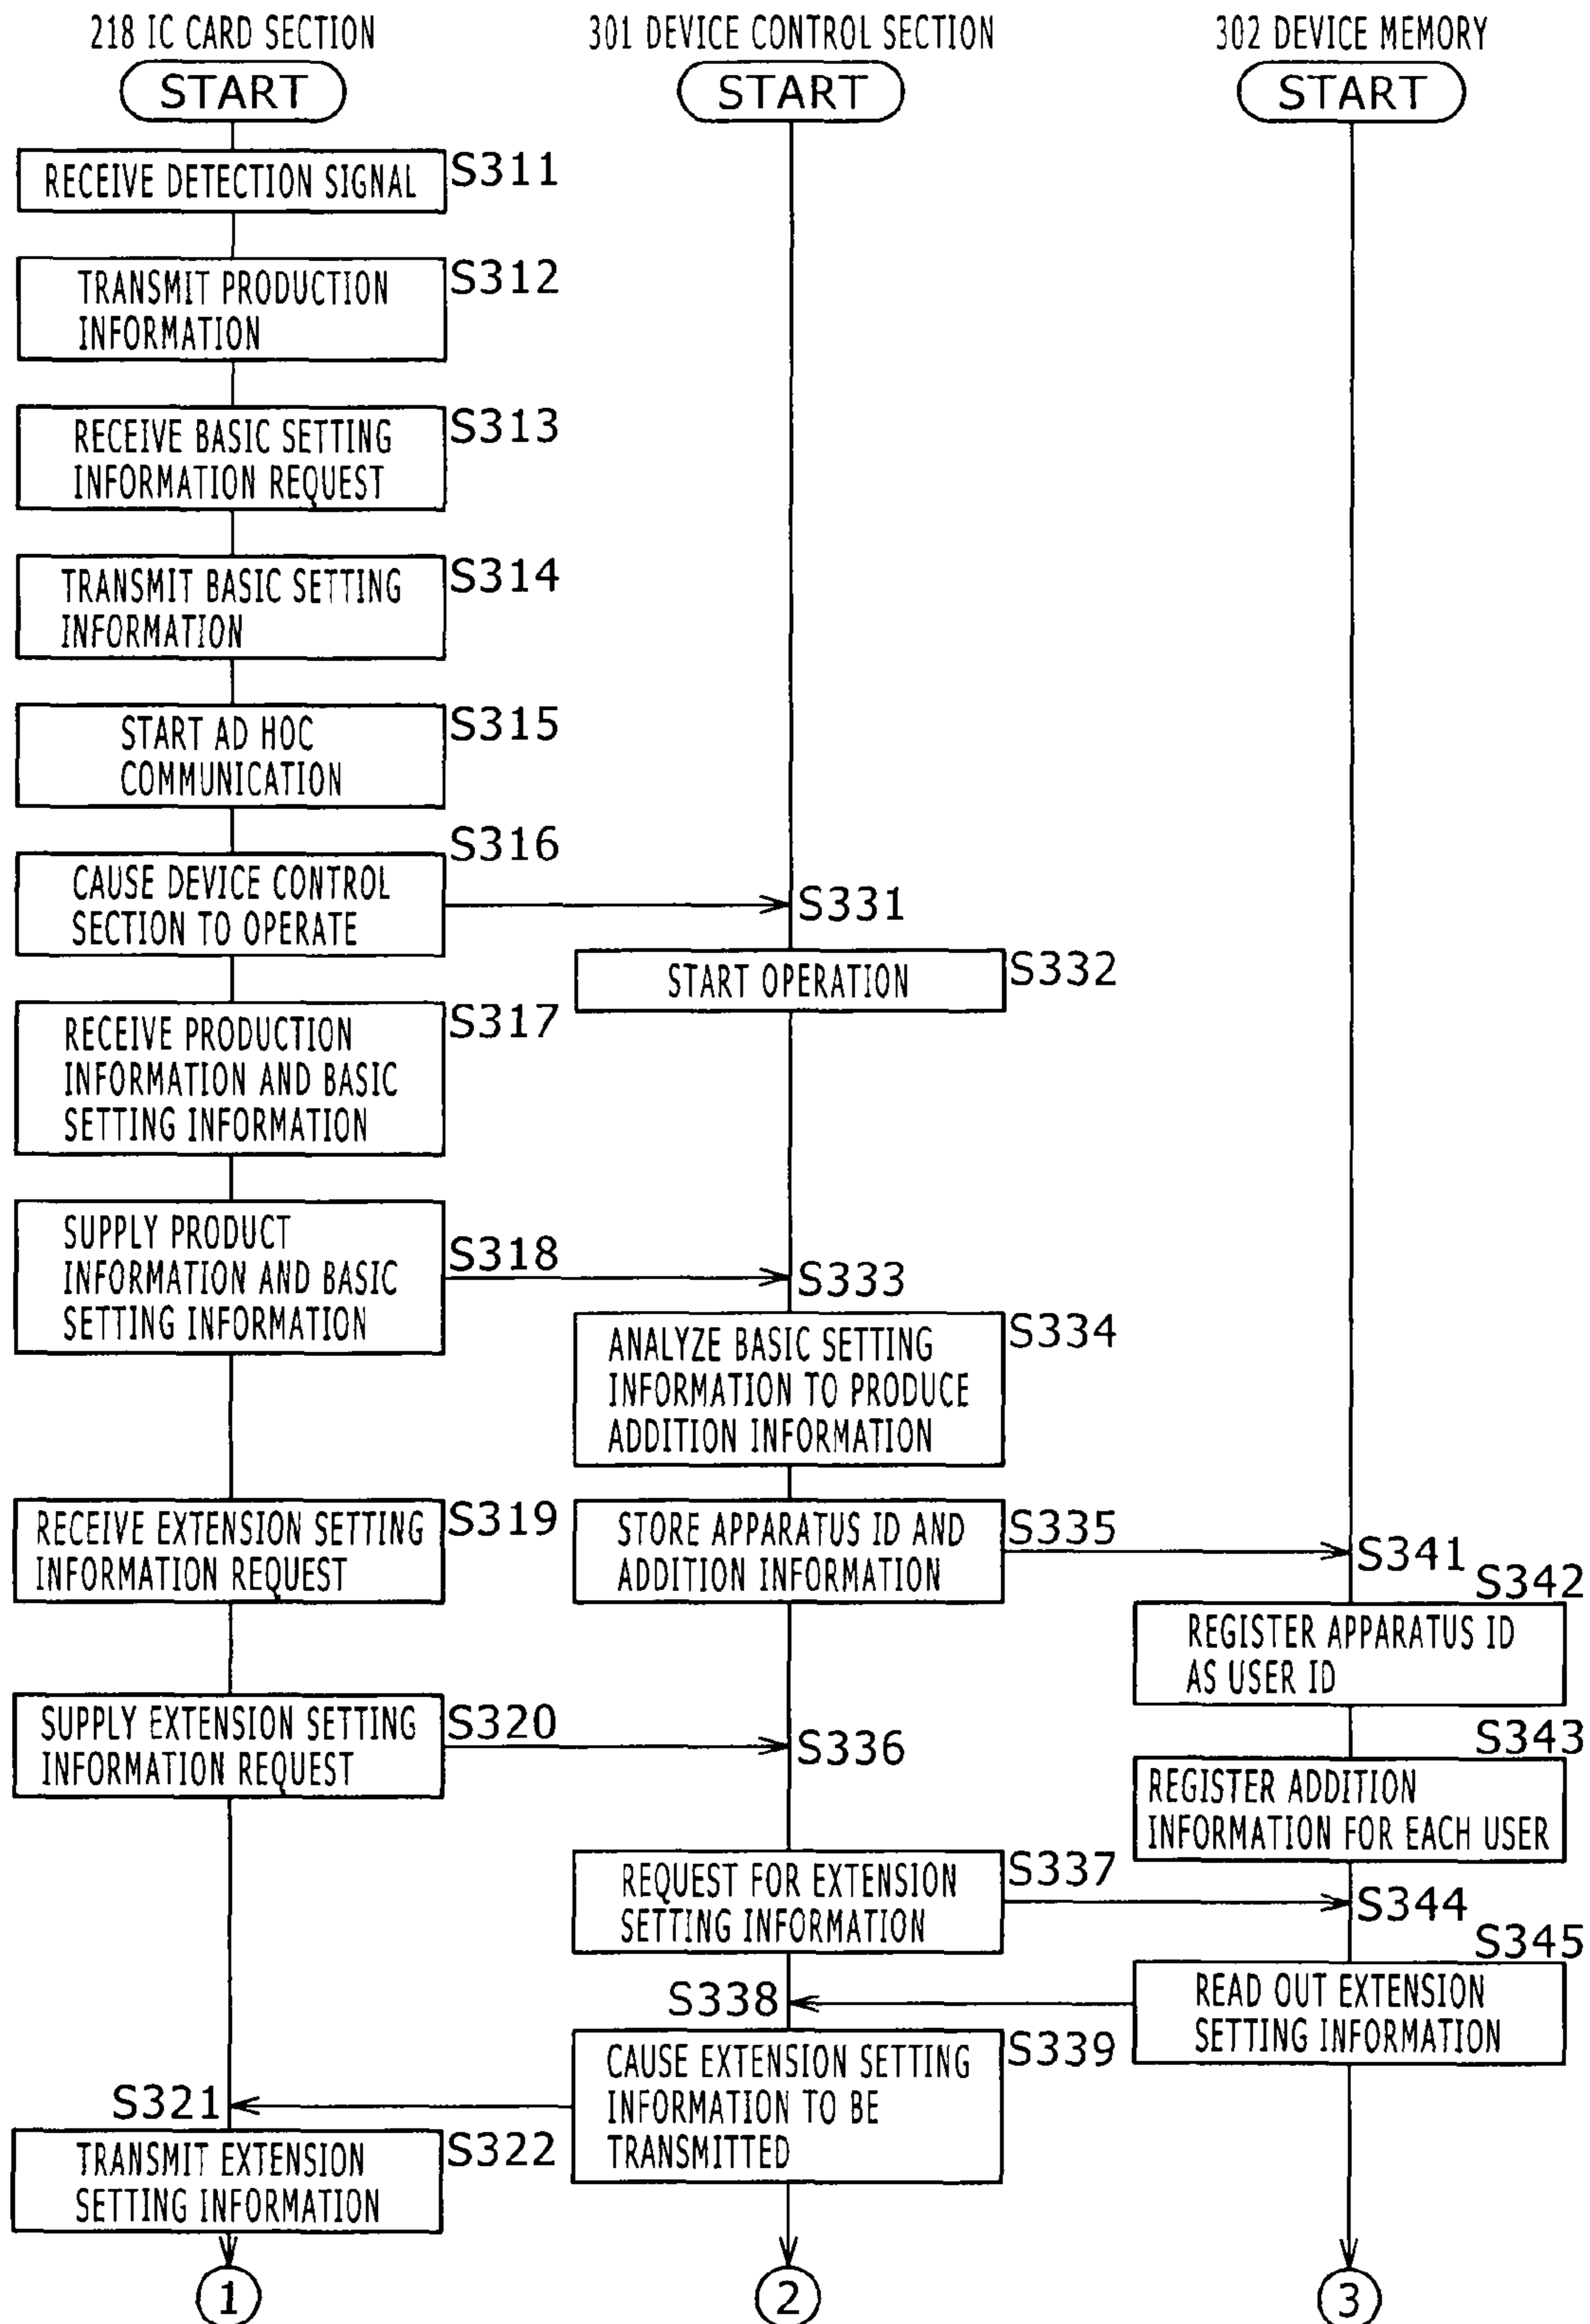 218 IC CARD SECTION
301 DEVICE CONTROL SECTION
302 DEVICE MEMORY
START
START
START
RECEIVE DETECTION SIGNAL
S311
TRANSMIT PRODUCTION
INFORMATION
S312
RECEIVE BASIC SETTING
INFORMATION REQUEST
S313
TRANSMIT BASIC SETTING
INFORMATION
S314
START AD HOC
COMMUNICATION
S315
CAUSE DEVICE CONTROL
SECTION TO OPERATE
S316
S331
START OPERATION
S332
RECEIVE PRODUCTION
INFORMATION AND BASIC
SETTING INFORMATION
S317
SUPPLY PRODUCT
INFORMATION AND BASIC
SETTING INFORMATION
S318
S333
ANALYZE BASIC SETTING
INFORMATION TO PRODUCE
ADDITION INFORMATION
S334
RECEIVE EXTENSION SETTING
INFORMATION REQUEST
S319
STORE APPARATUS ID AND
ADDITION INFORMATION
S335
S341
S342
REGISTER APPARATUS ID
AS USER ID
SUPPLY EXTENSION SETTING
INFORMATION REQUEST
S320
S336
S343
REGISTER ADDITION
INFORMATION FOR EACH USER
REQUEST FOR EXTENSION
SETTING INFORMATION
S337
S344
S345
READ OUT EXTENSION
SETTING INFORMATION
S338
CAUSE EXTENSION SETTING
INFORMATION TO BE
TRANSMITTED
S339
S321
TRANSMIT EXTENSION
SETTING INFORMATION
S322
1
2
3